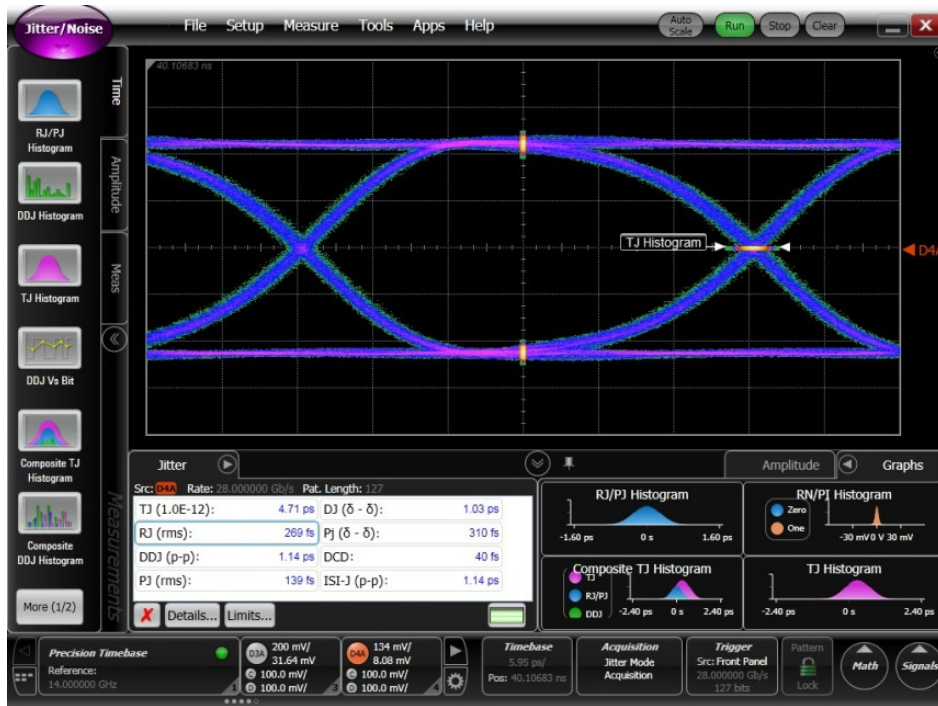 Jitter/Noise
File Setup Measure Tools Apps Help
Auto Scale
Run
Stop
Clear
40.10683 ns
Time
Amplitude
Meas
Measurements
RJ/PJ
Histogram
DDJ Histogram
TJ Histogram
DDJ Vs Bit
Composite TJ
Histogram
Composite
DDJ Histogram
More (1/2)
TJ Histogram
D4A
Jitter
Amplitude
Graphs
Src: D4A Rate: 28.000000 Gb/s Pat. Length: 127
TJ (1.0E-12): 4.71 ps DJ (δ - δ): 1.03 ps
RJ (rms): 269 fs Pj (δ - δ): 310 fs
DDJ (p-p): 1.14 ps DCD: 40 fs
PJ (rms): 139 fs ISI-J (p-p): 1.14 ps
Details... Limits...
RJ/PJ Histogram
-1.60 ps 0 s 1.60 ps
RN/PI Histogram
Zero
One
-30 mV 0 V 30 mV
Composite TJ Histogram
TJ
RJ/PJ
DDJ
-2.40 ps 0 s 2.40 ps
TJ Histogram
-2.40 ps 0 s 2.40 ps
Precision Timebase
Reference:
14.000000 GHz
1
D3A 200 mV/
31.64 mV
C 100.0 mV/
D 100.0 mV/
3
D4A 134 mV/
8.08 mV
C 100.0 mV/
D 100.0 mV/
4
Timebase
5.95 ps/
Pos: 40.10683 ns
Acquisition
Jitter Mode
Acquisition
Trigger
Src: Front Panel
28.000000 Gb/s
127 bits
Pattern
Lock
Math
Signals